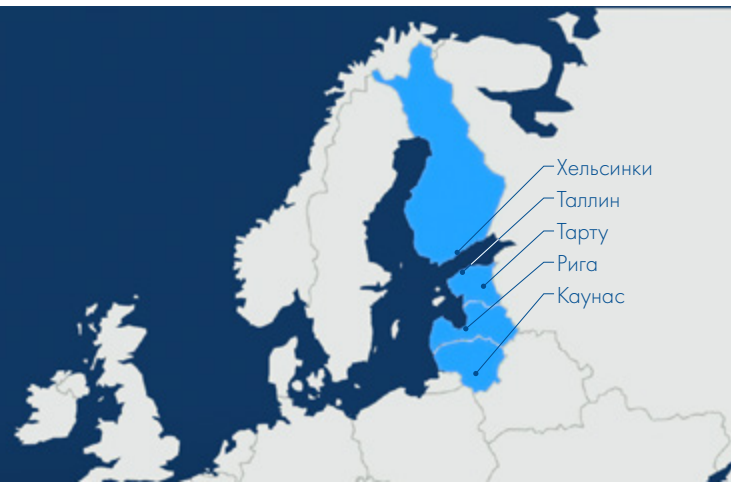 Хельсинки
Таллин
Тарту
Рига
Каунас